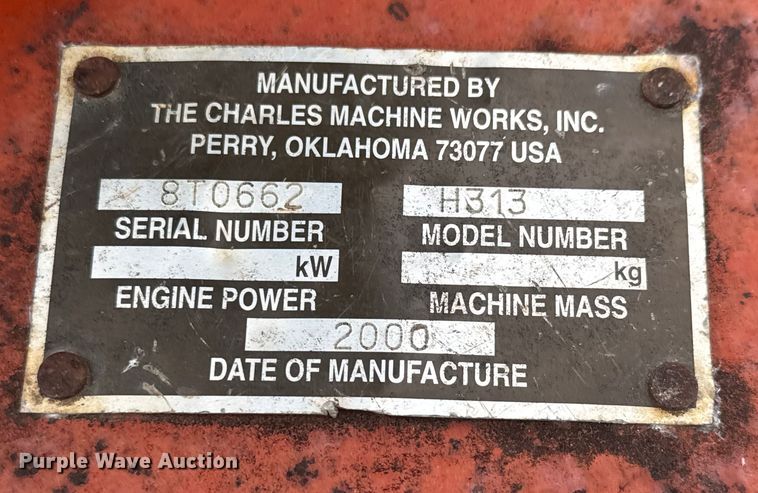 MANUFACTURED BY
THE CHARLES MACHINE WORKS, INC.
PERRY, OKLAHOMA 73077 USA
8T0662 H313
SERIAL NUMBER MODEL NUMBER
kW kg
ENGINE POWER MACHINE MASS
2000
DATE OF MANUFACTURE
Purple Wave Auction